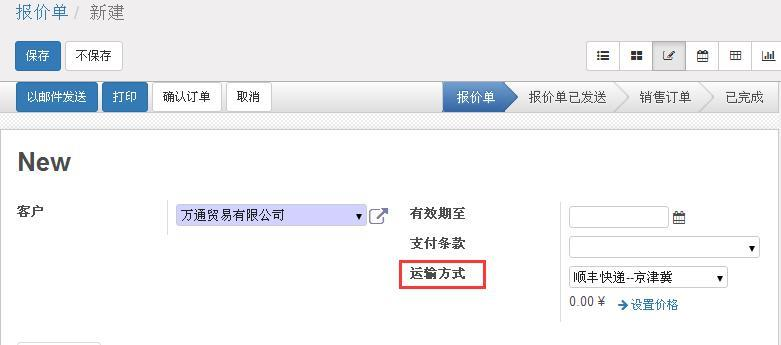 报价单 / 新建
保存 不保存
以邮件发送 打印 确认订单 取消 报价单 报价单已发送 销售订单 已完成
New
客户 万通贸易有限公司
有效期至
支付条款
运输方式 顺丰快递--京津冀
0.00 ¥ 设置价格